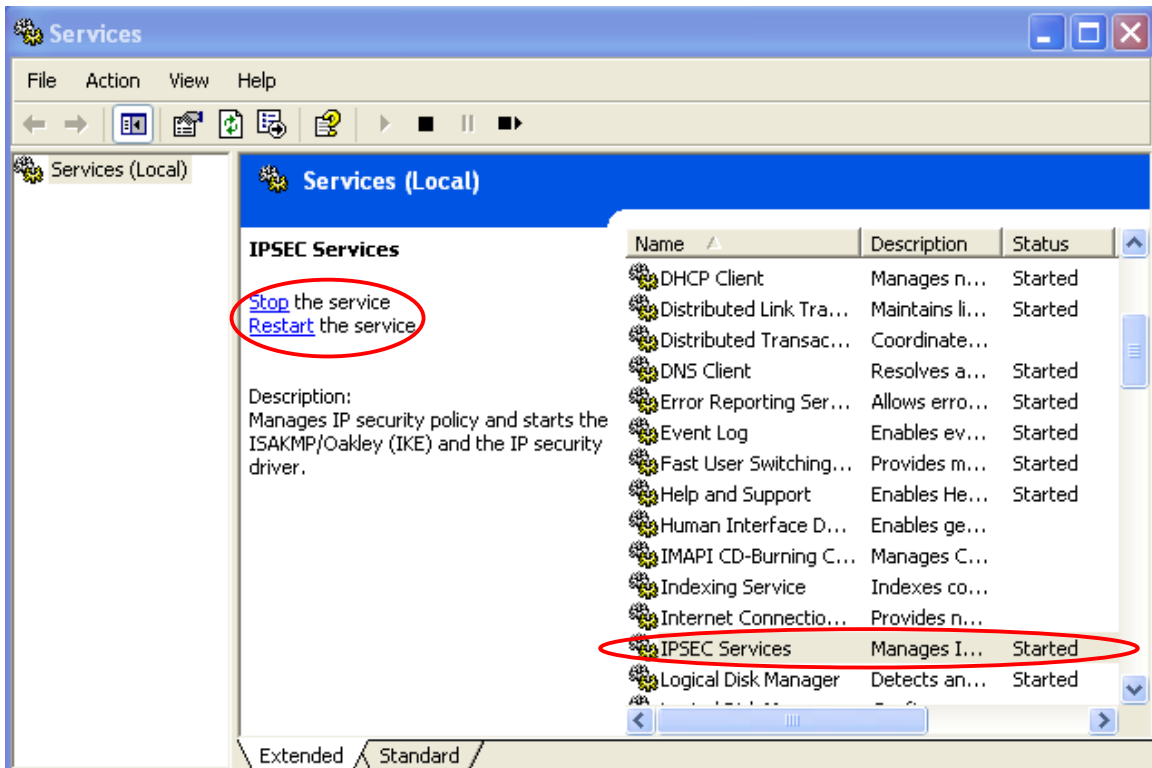 Services
File Action View Help
Services (Local)
Services (Local)
IPSEC Services
Stop the service
Restart the service
Description:
Manages IP security policy and starts the
ISAKMP/Oakley (IKE) and the IP security
driver.
Name Description Status
DHCP Client Manages n... Started
Distributed Link Tra... Maintains li... Started
Distributed Transac... Coordinate...
DNS Client Resolves a... Started
Error Reporting Ser... Allows erro... Started
Event Log Enables ev... Started
Fast User Switching... Provides m... Started
Help and Support Enables He... Started
Human Interface D... Enables ge...
IMAPI CD-Burning C... Manages C...
Indexing Service Indexes co...
Internet Connectio... Provides n...
IPSEC Services Manages I... Started
Logical Disk Manager Detects an... Started
Extended Standard